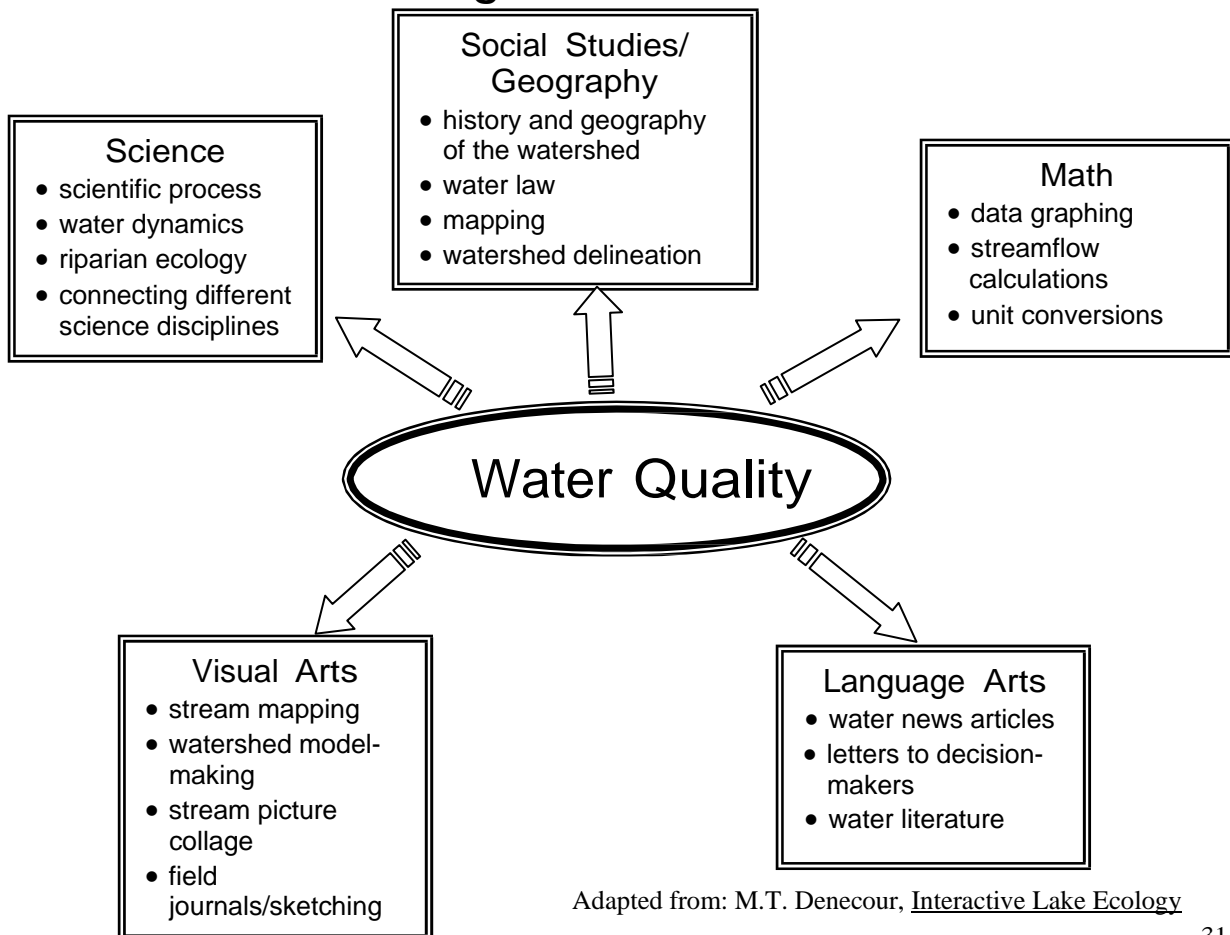 Social Studies/
Geography
• history and geography
of the watershed
• water law
• mapping
• watershed delineation
Science
• scientific process
• water dynamics
• riparian ecology
• connecting different
science disciplines
Math
• data graphing
• streamflow
calculations
• unit conversions
Water Quality
Visual Arts
• stream mapping
• watershed model-
making
• stream picture
collage
• field
journals/sketching
Language Arts
• water news articles
• letters to decision-
makers
• water literature
Adapted from: M.T. Denecour, Interactive Lake Ecology
31